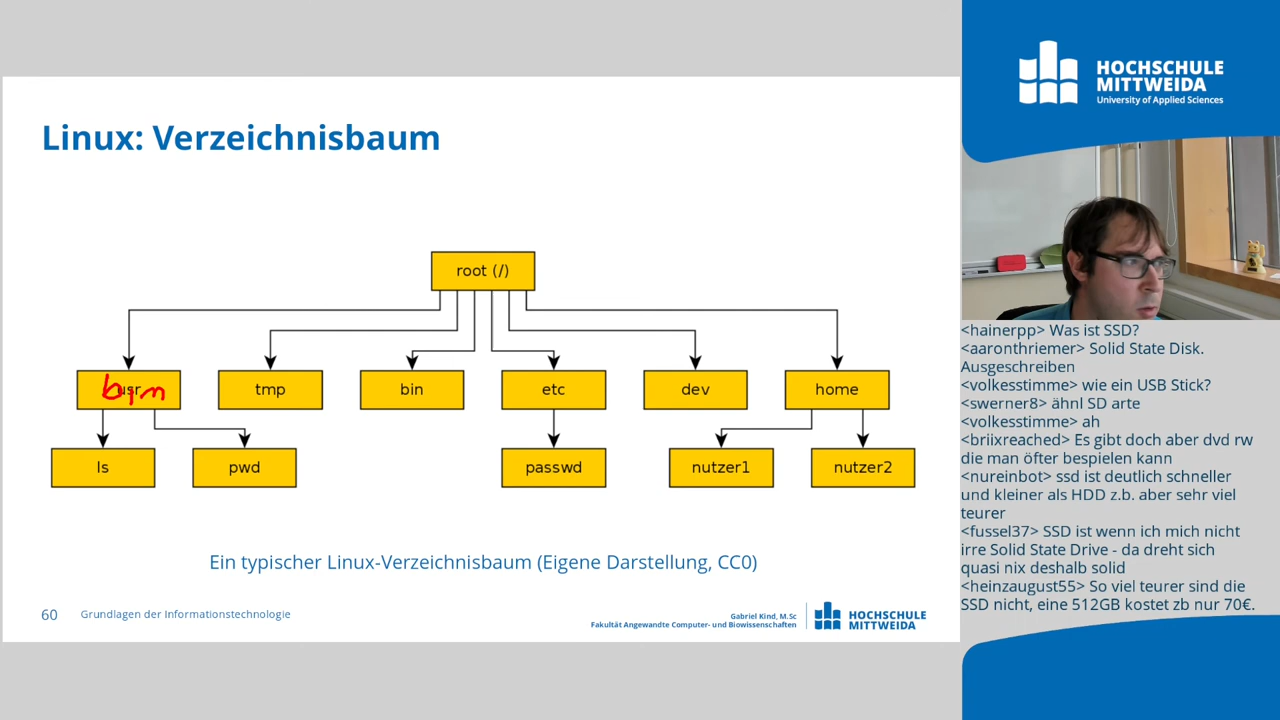 Linux: Verzeichnisbaum
root (/)
usr
bin
tmp
bin
etc
dev
home
ls
pwd
passwd
nutzer1
nutzer2
Ein typischer Linux-Verzeichnisbaum (Eigene Darstellung, CC0)
60
Grundlagen der Informationstechnologie
Gabriel Kind, M.Sc
Fakultät Angewandte Computer- und Biowissenschaften
HOCHSCHULE
MITTWEIDA
HOCHSCHULE
MITTWEIDA
University of Applied Sciences
<hainerpp> Was ist SSD?
<aaronthriemer> Solid State Disk.
Ausgeschreiben
<volkesstimme> wie ein USB Stick?
<swerner8> ähnl SD arte
<volkesstimme> ah
<briixreached> Es gibt doch aber dvd rw
die man öfter bespielen kann
<nureinbot> ssd ist deutlich schneller
und kleiner als HDD z.b. aber sehr viel
teurer
<fussel37> SSD ist wenn ich mich nicht
irre Solid State Drive - da dreht sich
quasi nix deshalb solid
<heinzaugust55> So viel teurer sind die
SSD nicht, eine 512GB kostet zb nur 70€.